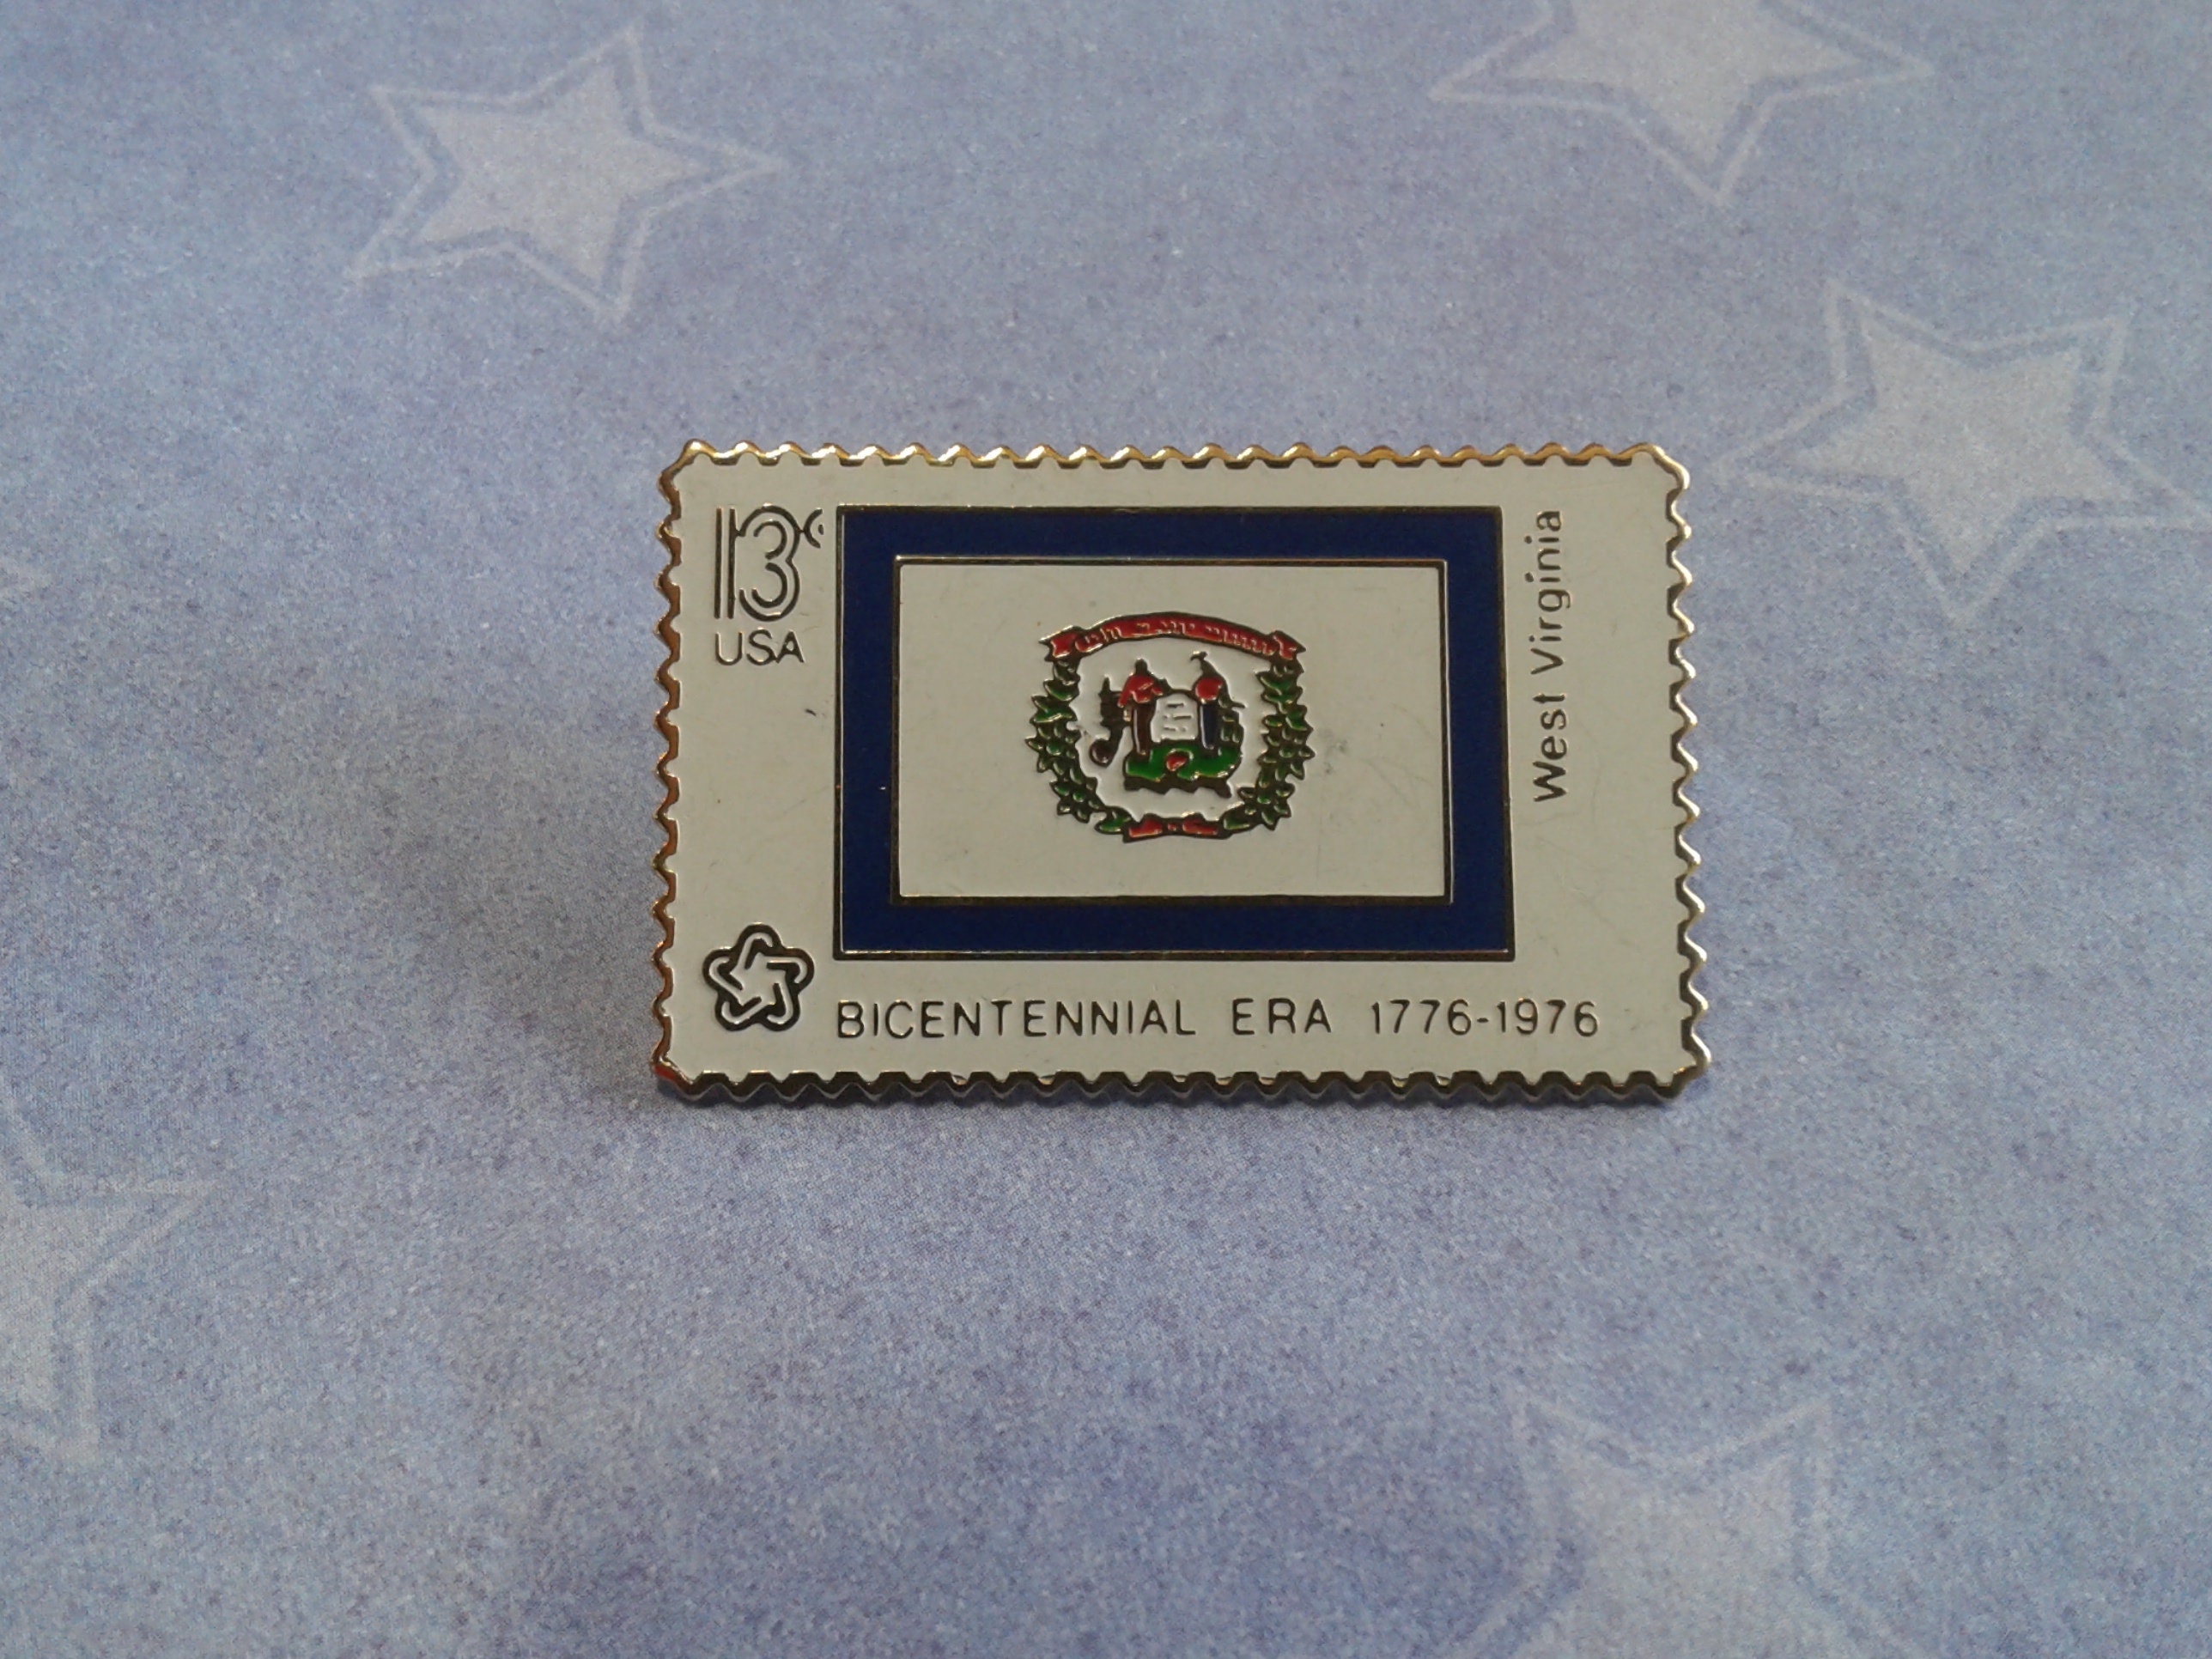 13¢
USA
West Virginia
BICENTENNIAL ERA 1776-1976